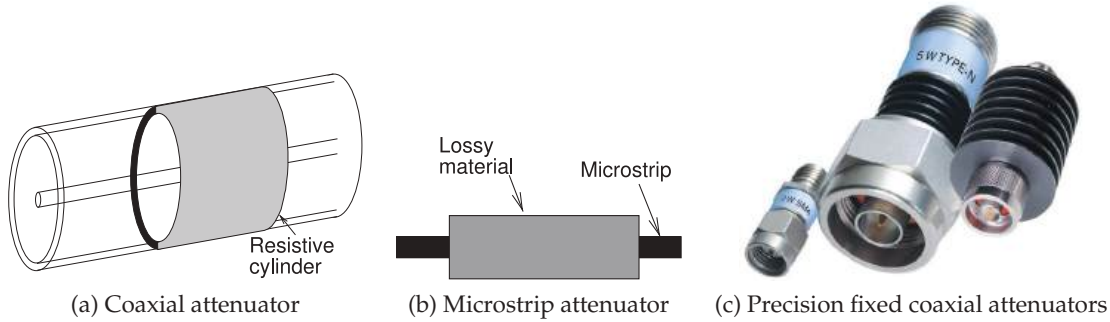 5W TYPE-N
Lossy
material
Microstrip
Resistive
cylinder
(a) Coaxial attenuator
(b) Microstrip attenuator
(c) Precision fixed coaxial attenuators